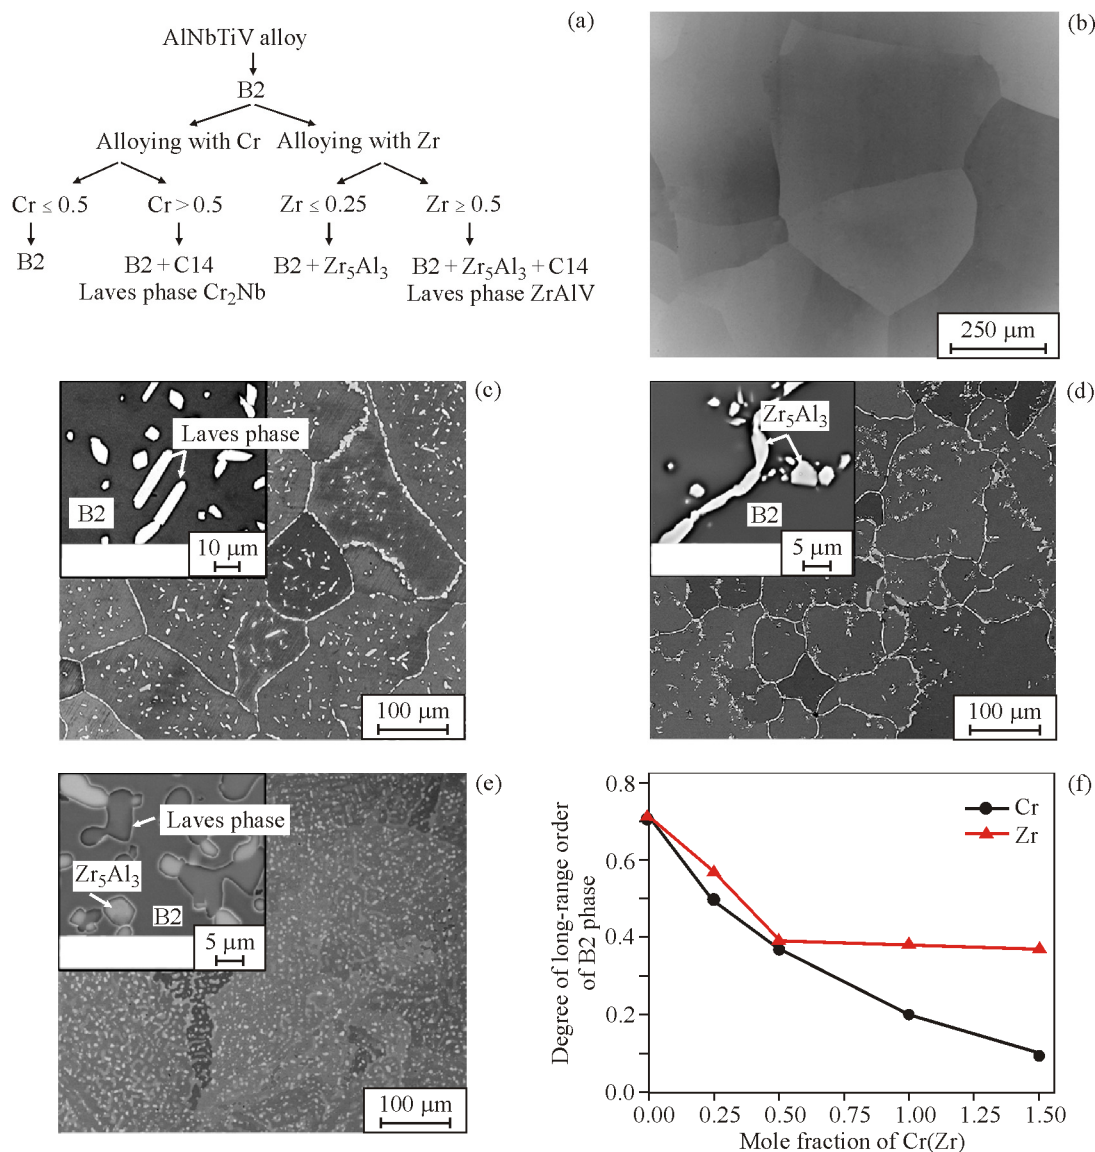 (a)
AlNbTiV alloy
B2
Alloying with Cr
Alloying with Zr
Cr ≤ 0.5
Cr > 0.5
Zr ≤ 0.25
Zr ≥ 0.5
B2
B2 + C14
Laves phase Cr₂Nb
B2 + Zr₅Al₃
B2 + Zr₅Al₃ + C14
Laves phase ZrAlV
(b)
250 μm
(c)
Laves phase
B2
10 μm
100 μm
(d)
Zr₅Al₃
B2
5 μm
100 μm
(e)
Laves phase
Zr₅Al₃
B2
5 μm
100 μm
(f)
Cr
Zr
Degree of long-range order
of B2 phase
0.8
0.6
0.4
0.2
0.0
0.00
0.25
0.50
0.75
1.00
1.25
1.50
Mole fraction of Cr(Zr)